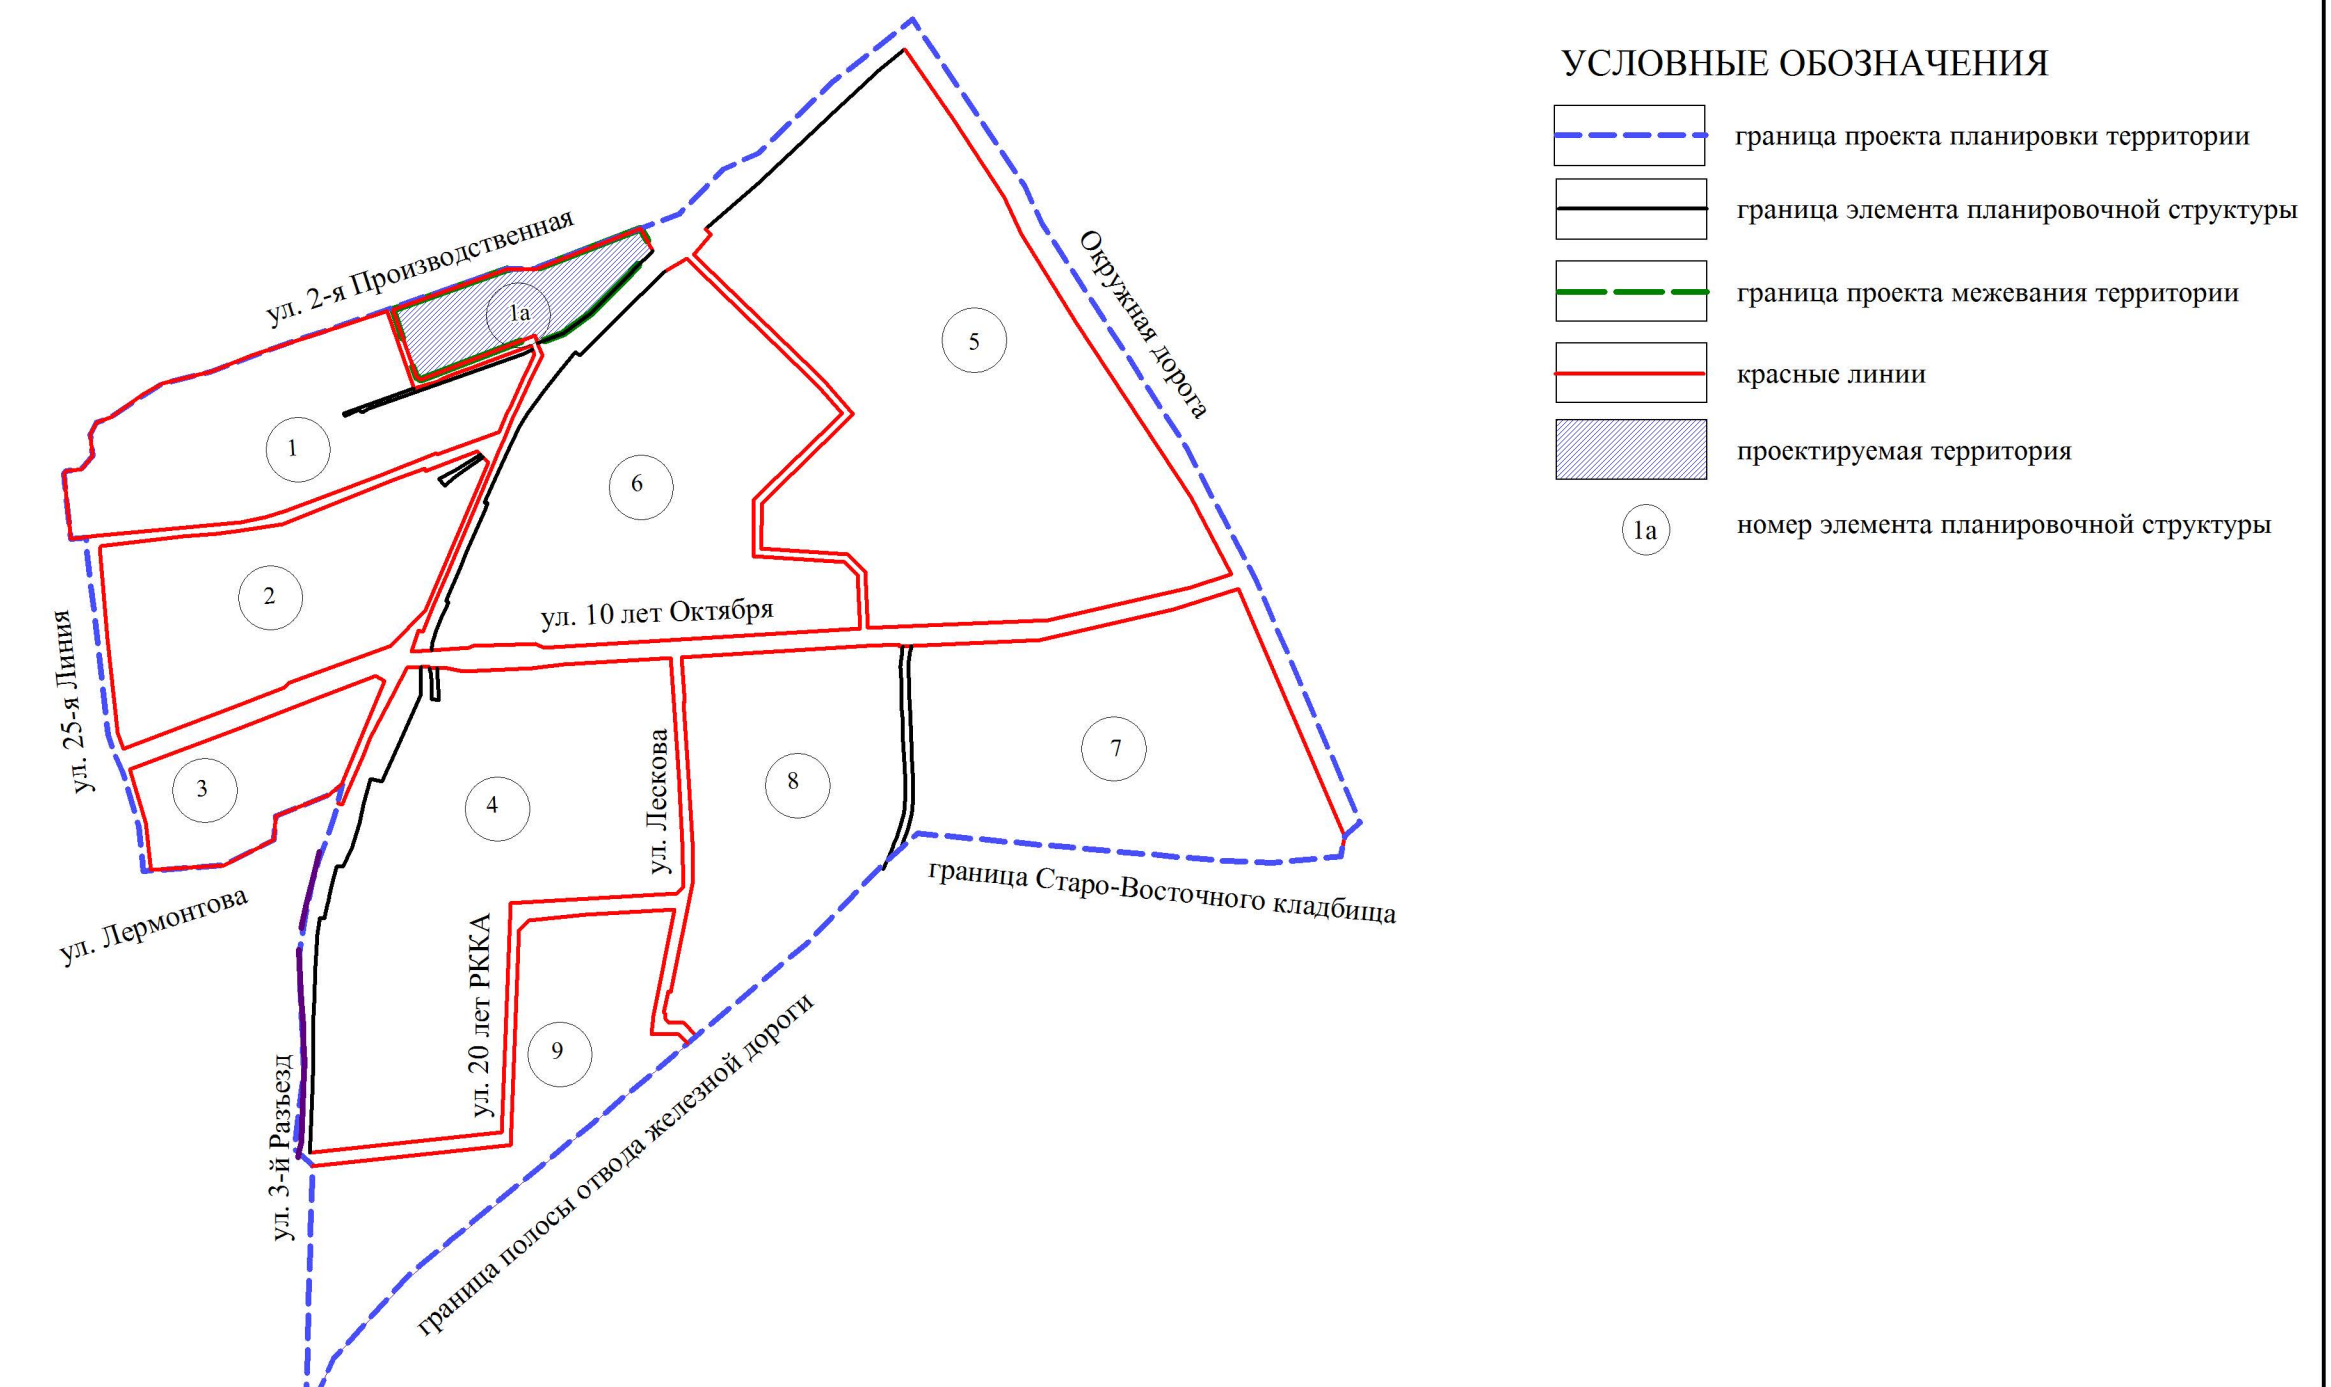 УСЛОВНЫЕ ОБОЗНАЧЕНИЯ
граница проекта планировки территории
граница элемента планировочной структуры
граница проекта межевания территории
красные линии
проектируемая территория
1а
номер элемента планировочной структуры
ул. 2-я Производственная
1а
Окружная дорога
5
1
6
2
ул. 10 лет Октября
ул. 25-я Линия
3
4
ул. Лескова
8
7
граница Старо-Восточного кладбища
ул. Лермонтова
ул. 20 лет РККА
9
ул. 3-й Разъезд
граница полосы отвода железной дороги